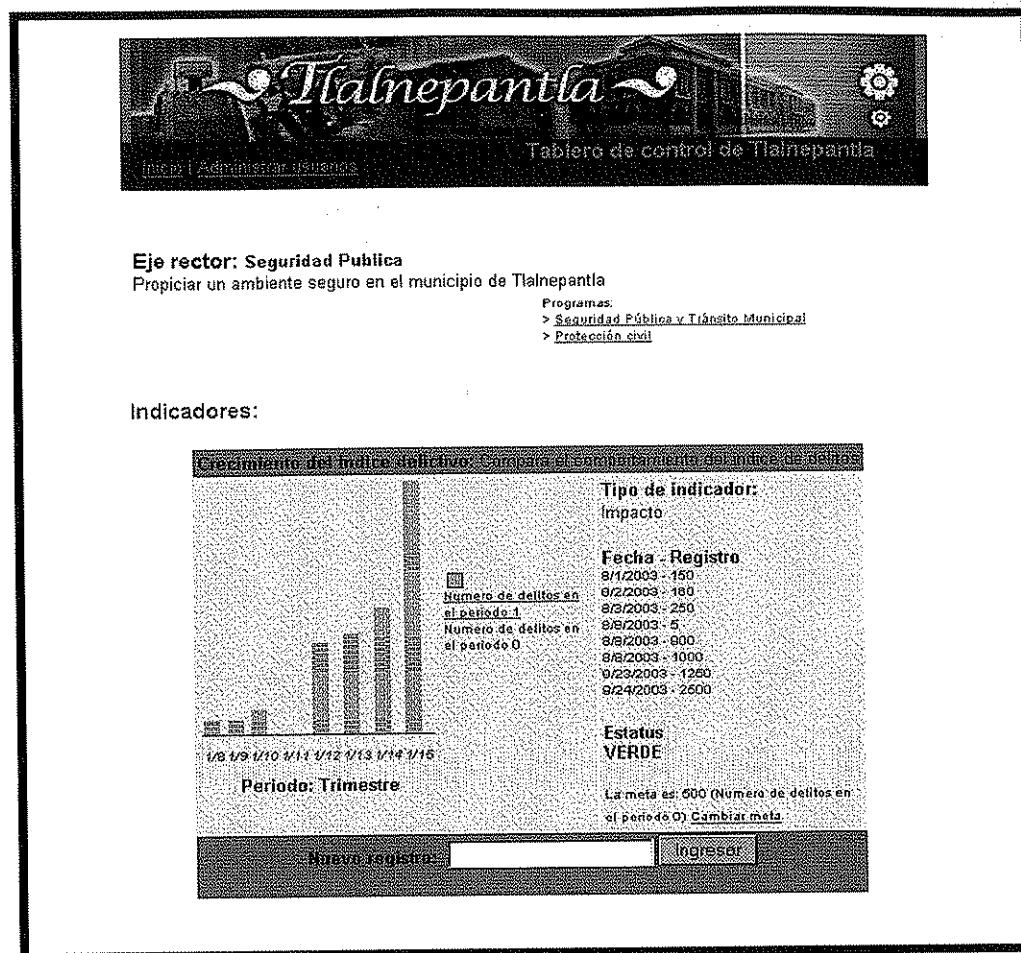 Tlalnepantla
Tablero de control de Tlalnepantla
Inicio | Administrar usuarios
Eje rector: Seguridad Publica
Propiciar un ambiente seguro en el municipio de Tlalnepantla
Programas:
> Seguridad Pública y Tránsito Municipal
> Protección civil
Indicadores:
Crecimiento del índice delictivo: Compara el comportamiento del índice de delitos
Tipo de indicador:
Impacto
Fecha - Registro
8/1/2003 - 150
8/3/2003 - 250
8/8/2003 - 5
8/8/2003 - 900
8/8/2003 - 1000
9/23/2003 - 1250
9/24/2003 - 2500
Numero de delitos en
el periodo 1
Numero de delitos en
el periodo 0
1/8 1/9 1/10 1/11 1/12 1/13 1/14 1/15
Periodo: Trimestre
Estatus
VERDE
La meta es: 500 (Numero de delitos en
el periodo 0) Cambiar meta
Nuevo registro:
Ingresar